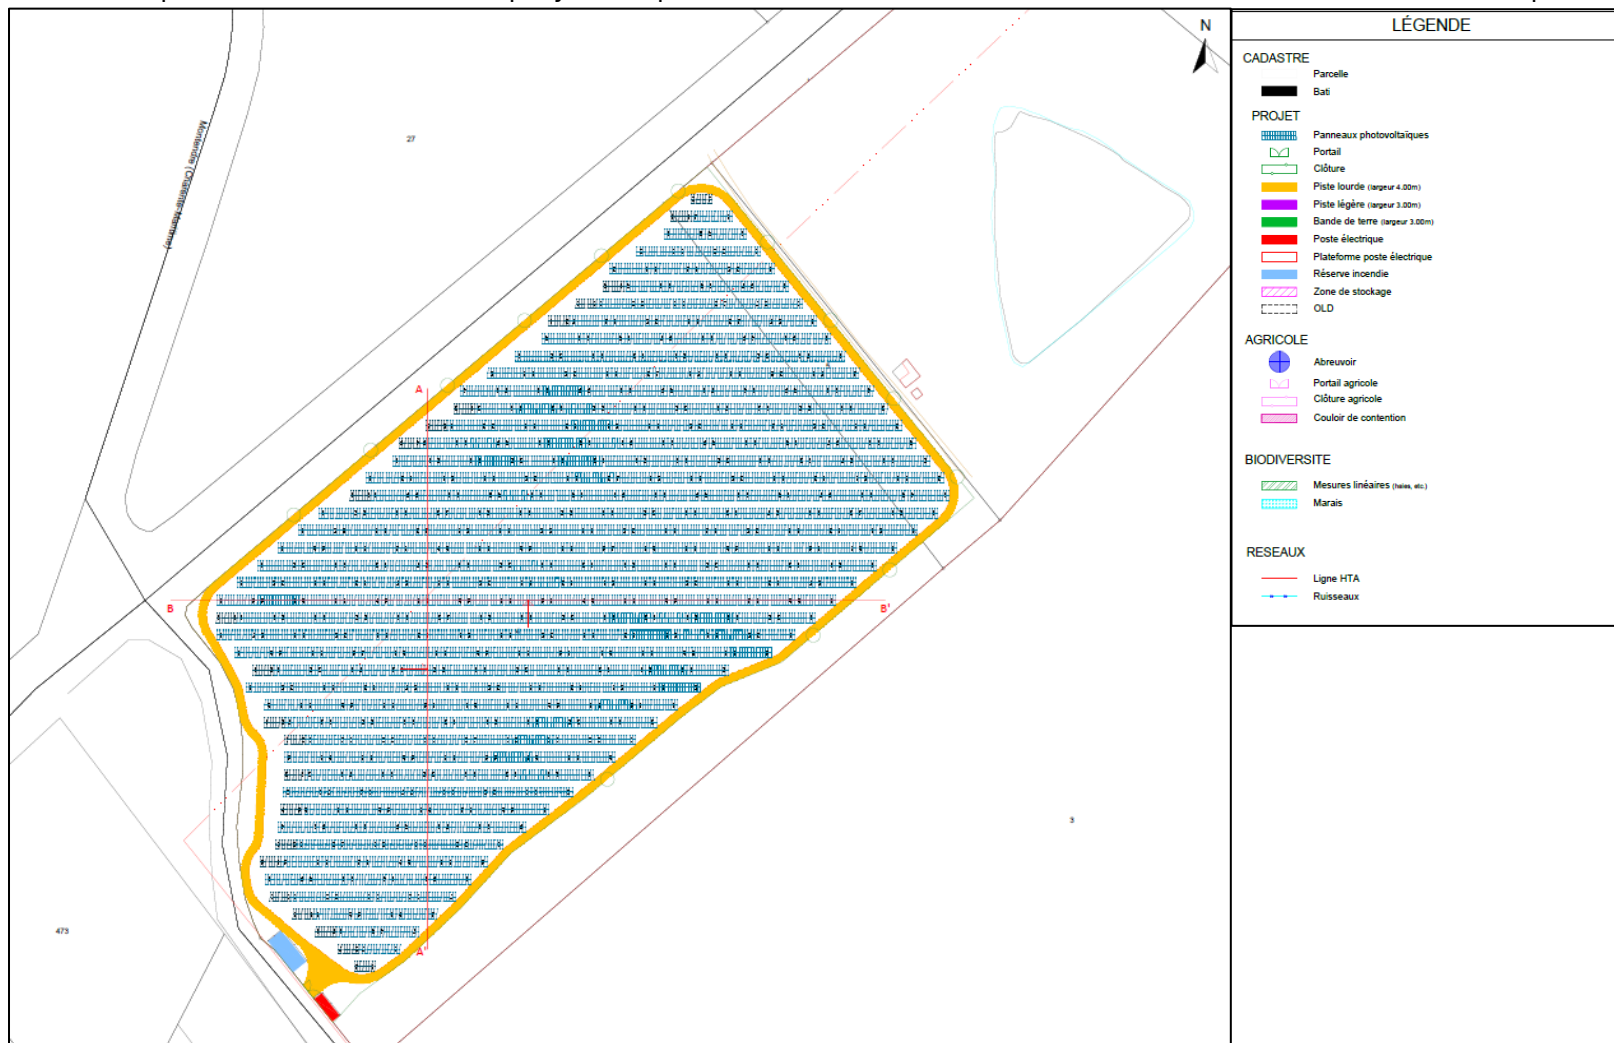 N
27
Montendre (Charente-Maritime)
A
B
B'
A'
3
473
LÉGENDE
CADASTRE
Parcelle
Bati
PROJET
Panneaux photovoltaïques
Portail
Clôture
Piste lourde (largeur 4.00m)
Piste légère (largeur 3.00m)
Bande de terre (largeur 3.00m)
Poste électrique
Plateforme poste électrique
Réserve incendie
Zone de stockage
OLD
AGRICOLE
Abreuvoir
Portail agricole
Clôture agricole
Couloir de contention
BIODIVERSITE
Mesures linéaires (haies, etc.)
Marais
RESEAUX
Ligne HTA
Ruisseaux